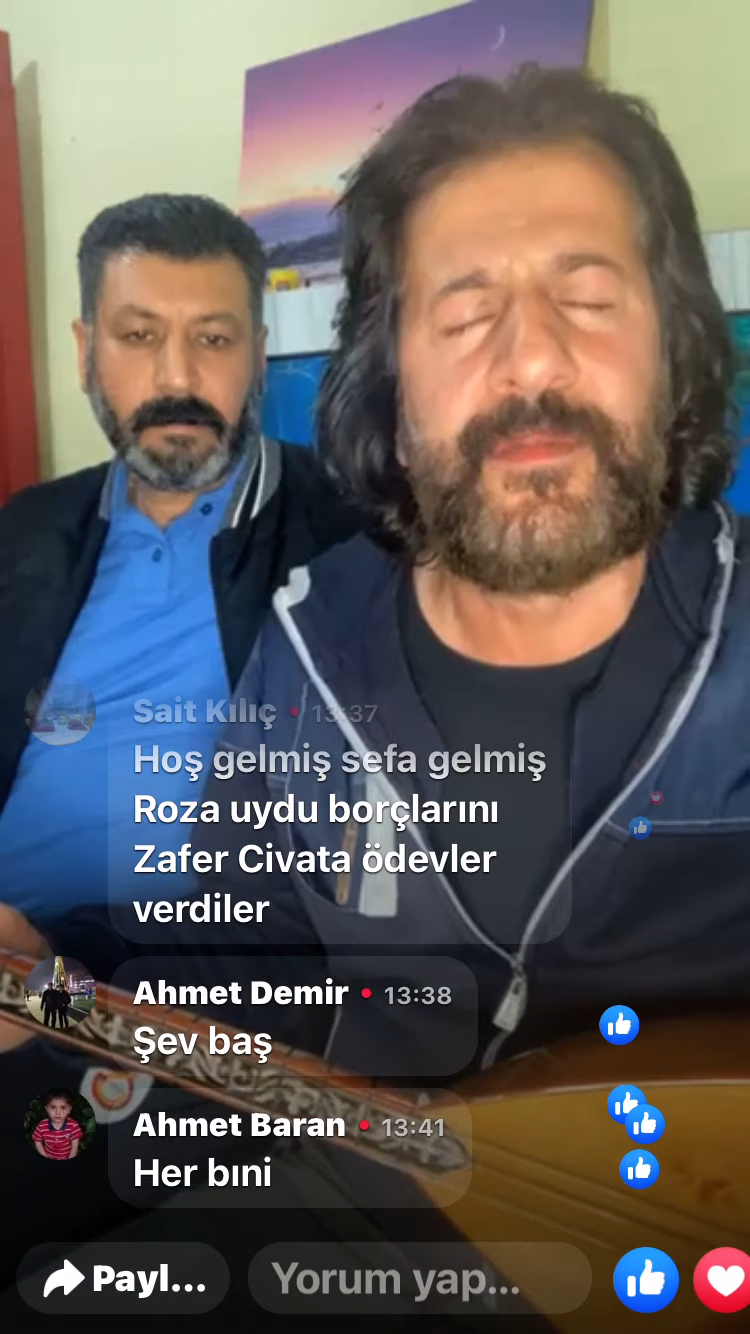 Sait Kılıç • 13:37
Hoş gelmiş sefa gelmiş
Roza uydu borçlarını
Zafer Civata ödevler
verdiler
Ahmet Demir • 13:38
Şev baş
Ahmet Baran • 13:41
Her bıni
Payl...
Yorum yap...